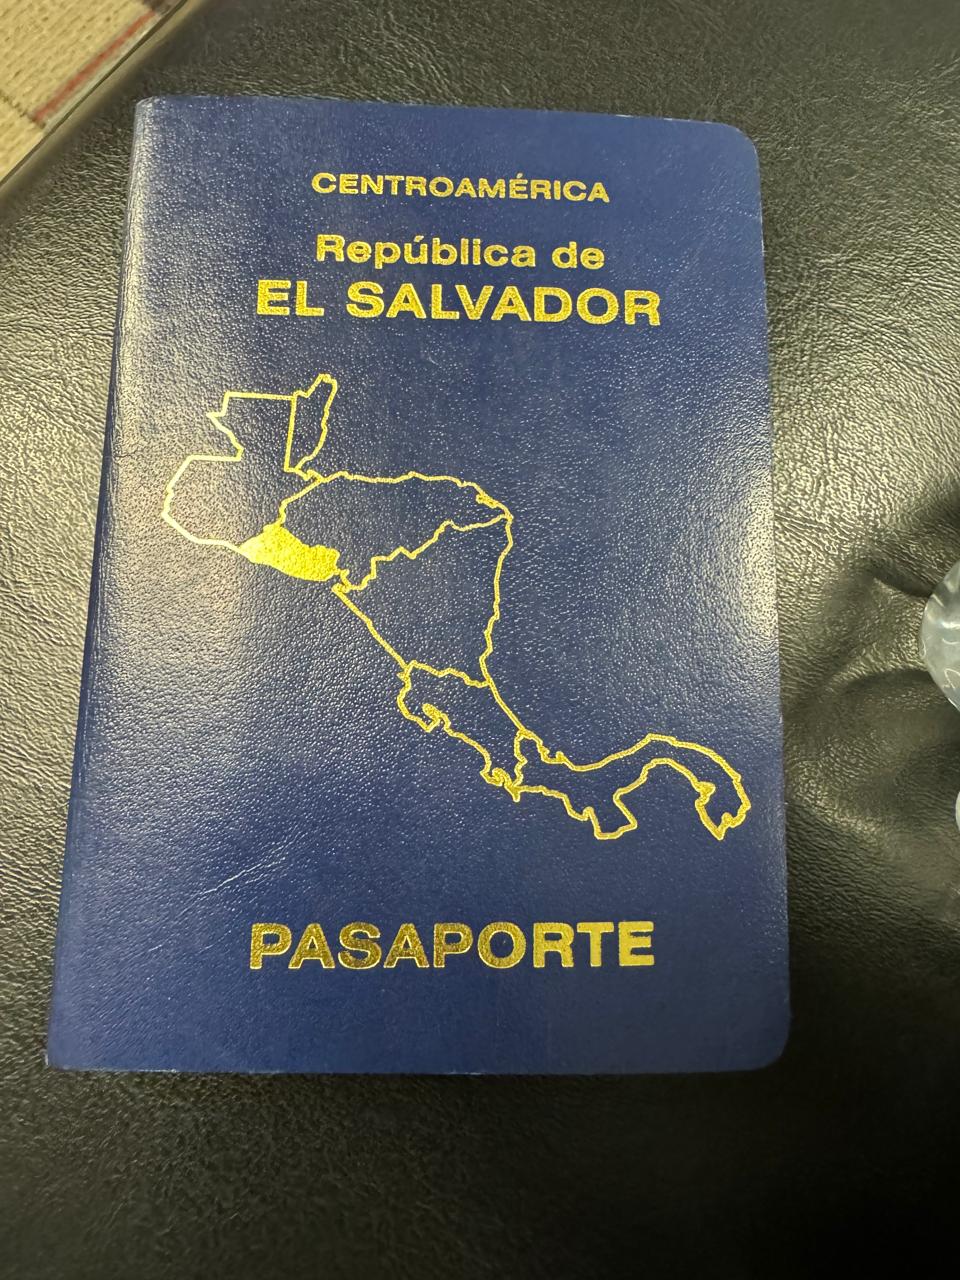 CENTROAMÉRICA
República de
EL SALVADOR
PASAPORTE